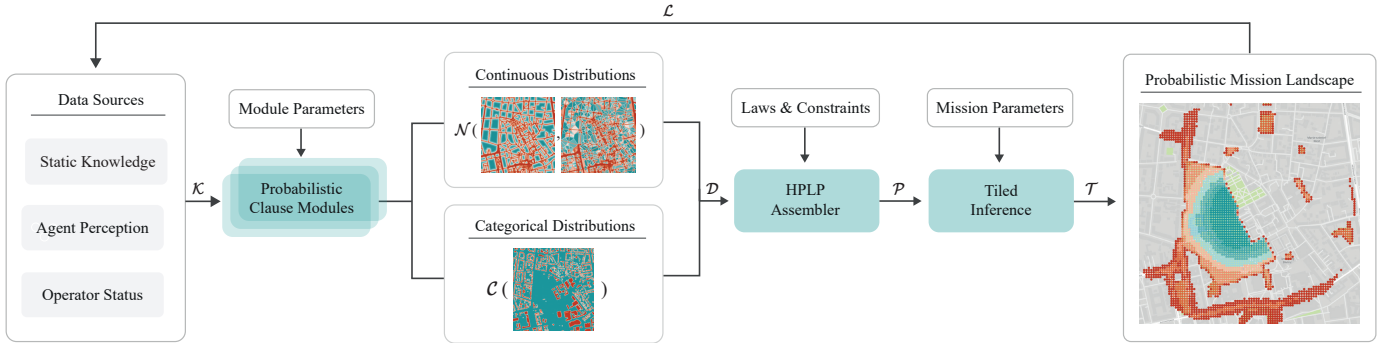 ℒ
Data Sources
Static Knowledge
Agent Perception
Operator Status
𝒦
Module Parameters
Probabilistic
Clause Modules
Continuous Distributions
𝒩( , )
Categorical Distributions
𝒞( )
𝒟
Laws & Constraints
HPLP
Assembler
𝒫
Mission Parameters
Tiled
Inference
𝒯
Probabilistic Mission Landscape